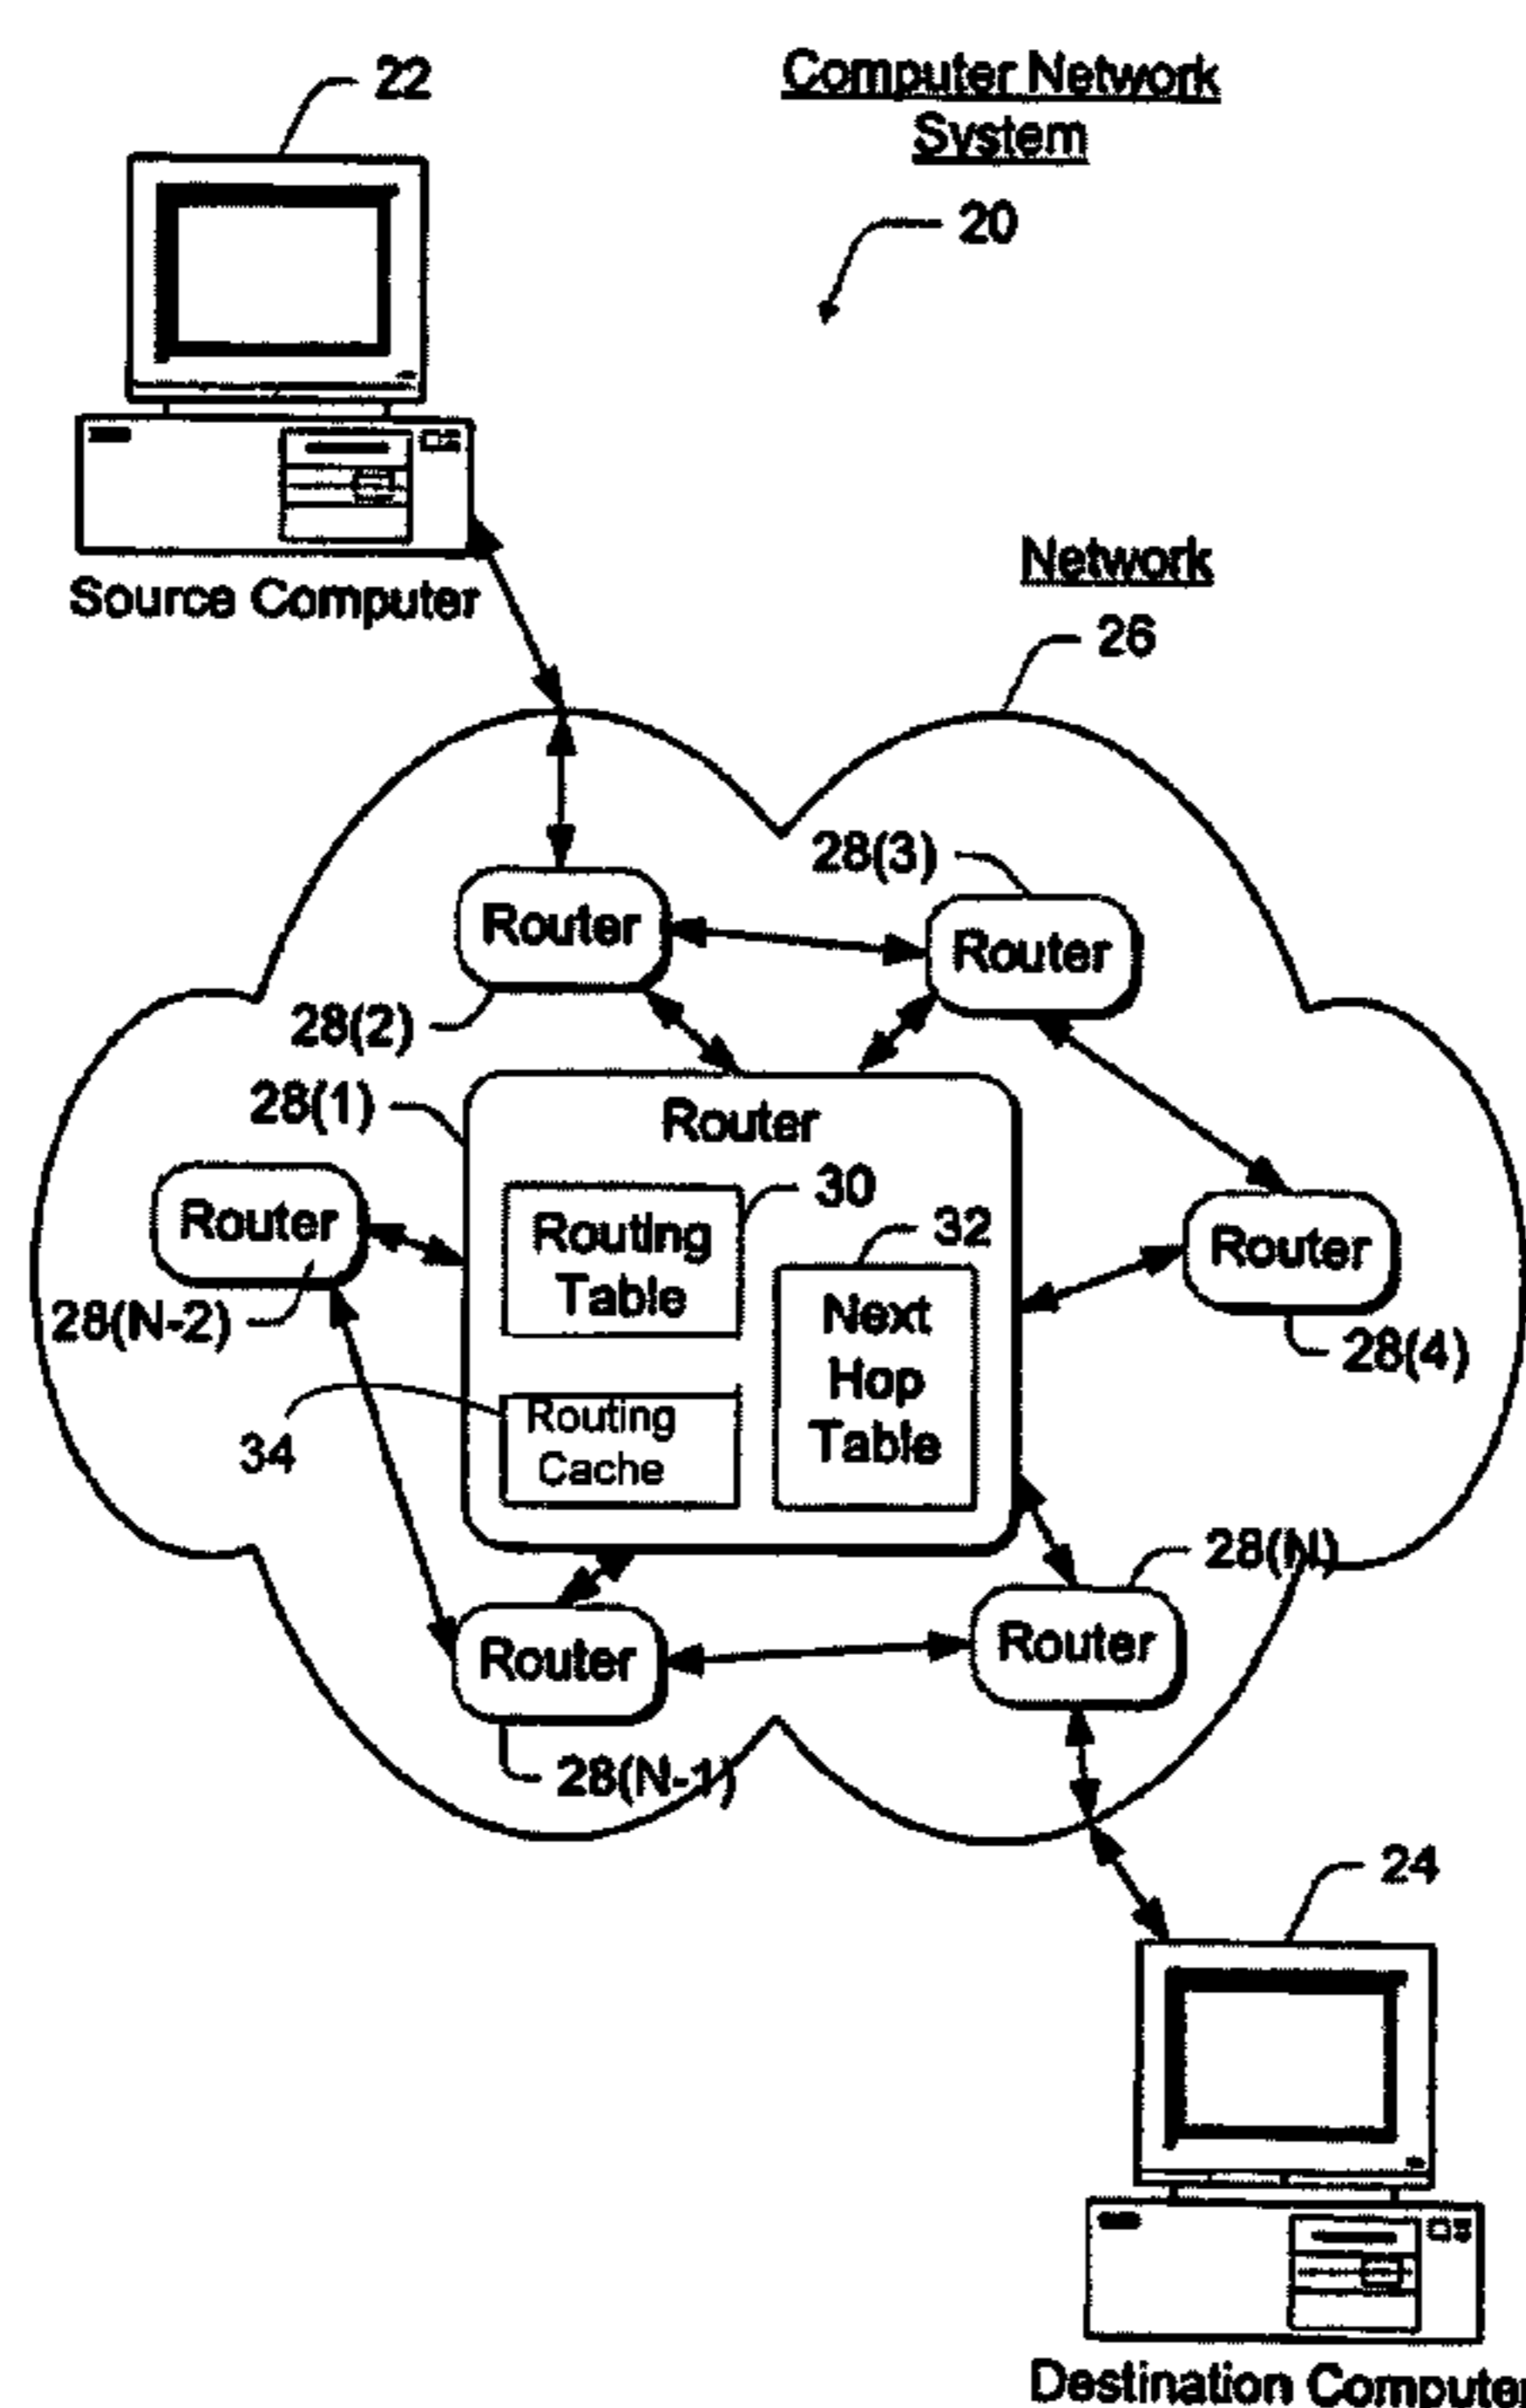 22
Computer Network
System
20
Source Computer
Network
26
28(3)
Router
Router
28(2)
28(1)
Router
30
Routing
Table
32
Router
Router
Next
Hop
Table
28(N-2)
28(4)
34
Routing
Cache
28(N)
Router
Router
28(N-1)
24
Destination Computer